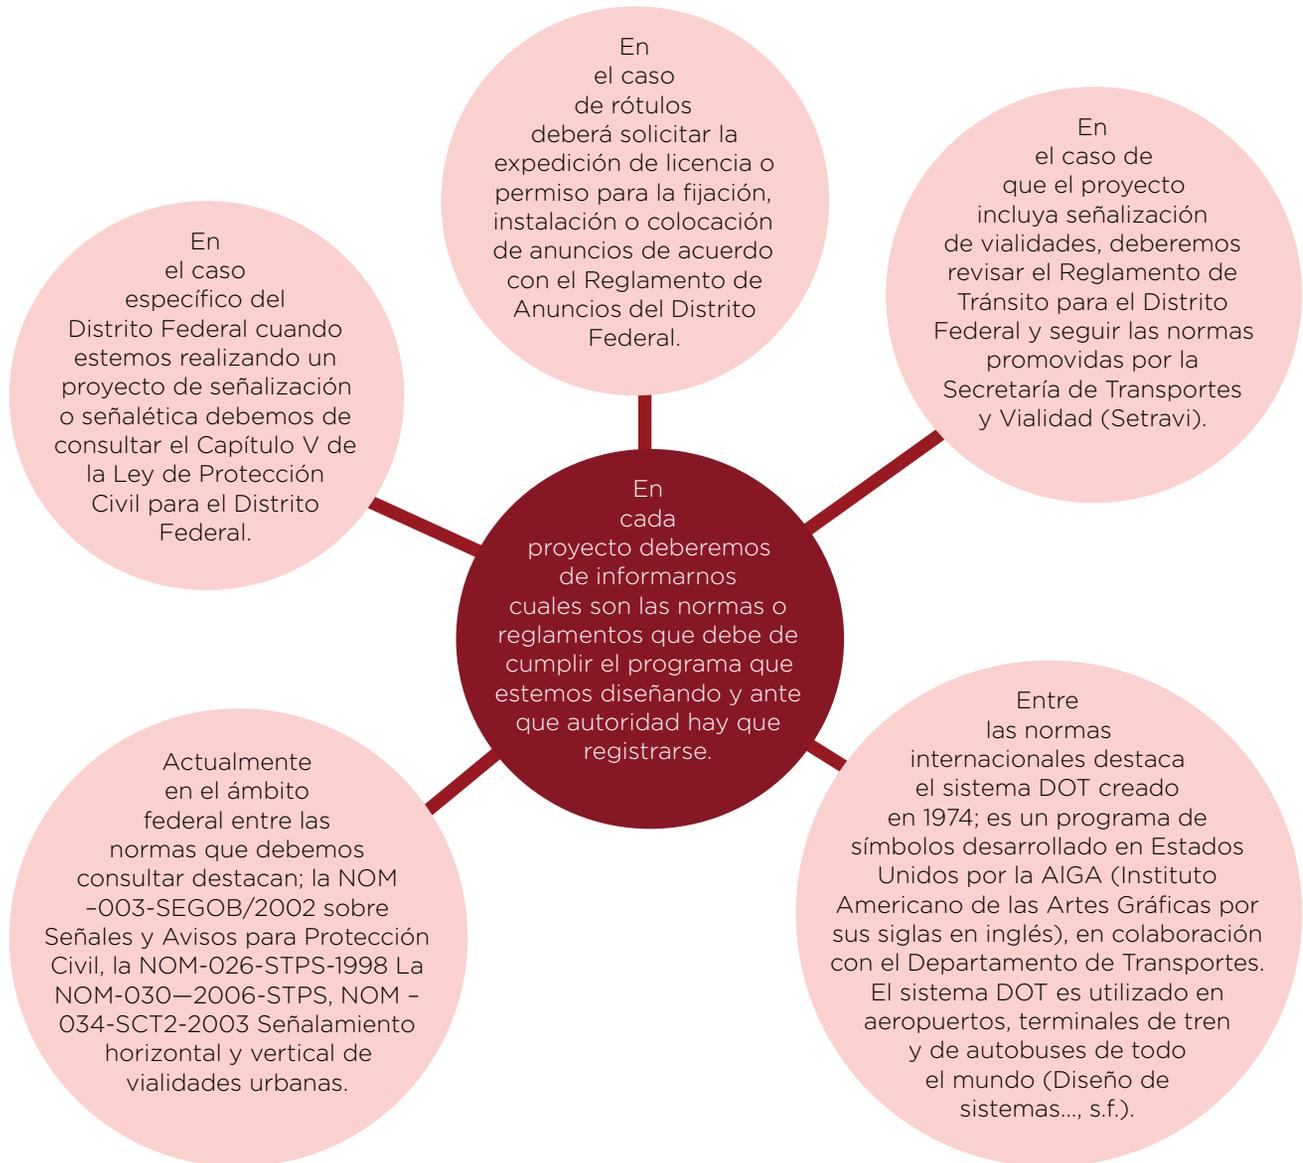 En
el caso
de rótulos
deberá solicitar la
expedición de licencia o
permiso para la fijación,
instalación o colocación
de anuncios de acuerdo
con el Reglamento de
Anuncios del Distrito
Federal.
En
el caso de
que el proyecto
incluya señalización
de vialidades, deberemos
revisar el Reglamento de
Tránsito para el Distrito
Federal y seguir las normas
promovidas por la
Secretaría de Transportes
y Vialidad (Setravi).
En
el caso
específico del
Distrito Federal cuando
estemos realizando un
proyecto de señalización
o señalética debemos de
consultar el Capítulo V de
la Ley de Protección
Civil para el Distrito
Federal.
En
cada
proyecto deberemos
de informarnos
cuales son las normas o
reglamentos que debe de
cumplir el programa que
estemos diseñando y ante
que autoridad hay que
registrarse.
Actualmente
en el ámbito
federal entre las
normas que debemos
consultar destacan; la NOM
–003-SEGOB/2002 sobre
Señales y Avisos para Protección
Civil, la NOM-026-STPS-1998 La
NOM-030—2006-STPS, NOM –
034-SCT2-2003 Señalamiento
horizontal y vertical de
vialidades urbanas.
Entre
las normas
internacionales destaca
el sistema DOT creado
en 1974; es un programa de
símbolos desarrollado en Estados
Unidos por la AIGA (Instituto
Americano de las Artes Gráficas por
sus siglas en inglés), en colaboración
con el Departamento de Transportes.
El sistema DOT es utilizado en
aeropuertos, terminales de tren
y de autobuses de todo
el mundo (Diseño de
sistemas..., s.f.).